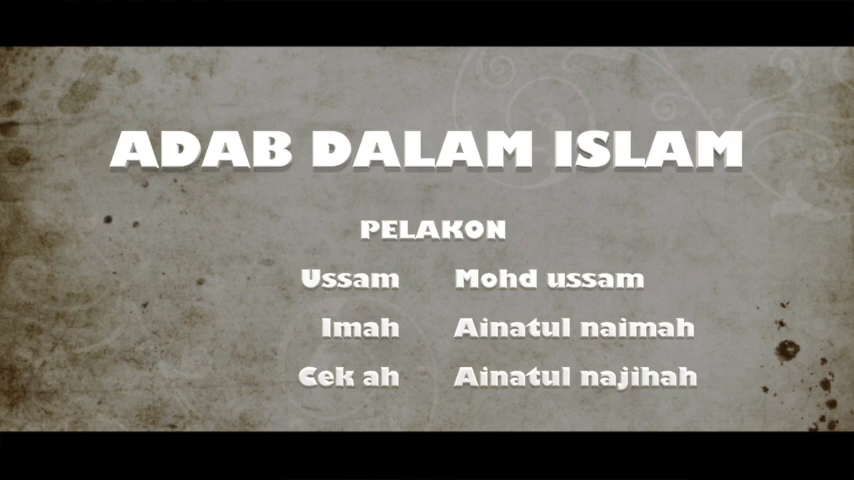 ADAB DALAM ISLAM
PELAKON
Ussam Mohd ussam
Imah Ainatul naimah
Cek ah Ainatul najihah